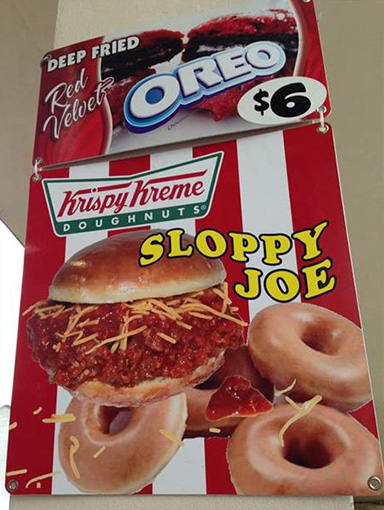 DEEP FRIED
Red
Velvet
OREO
$6
Krispy Kreme
DOUGHNUTS®
SLOPPY
JOE